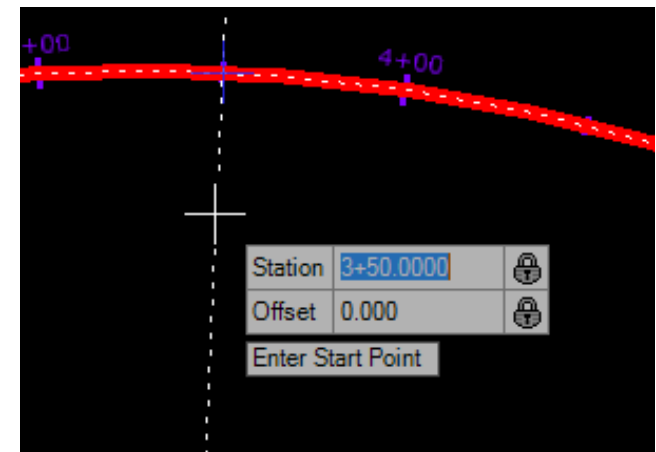 +00
4+00
Station 3+50.0000
Offset 0.000
Enter Start Point